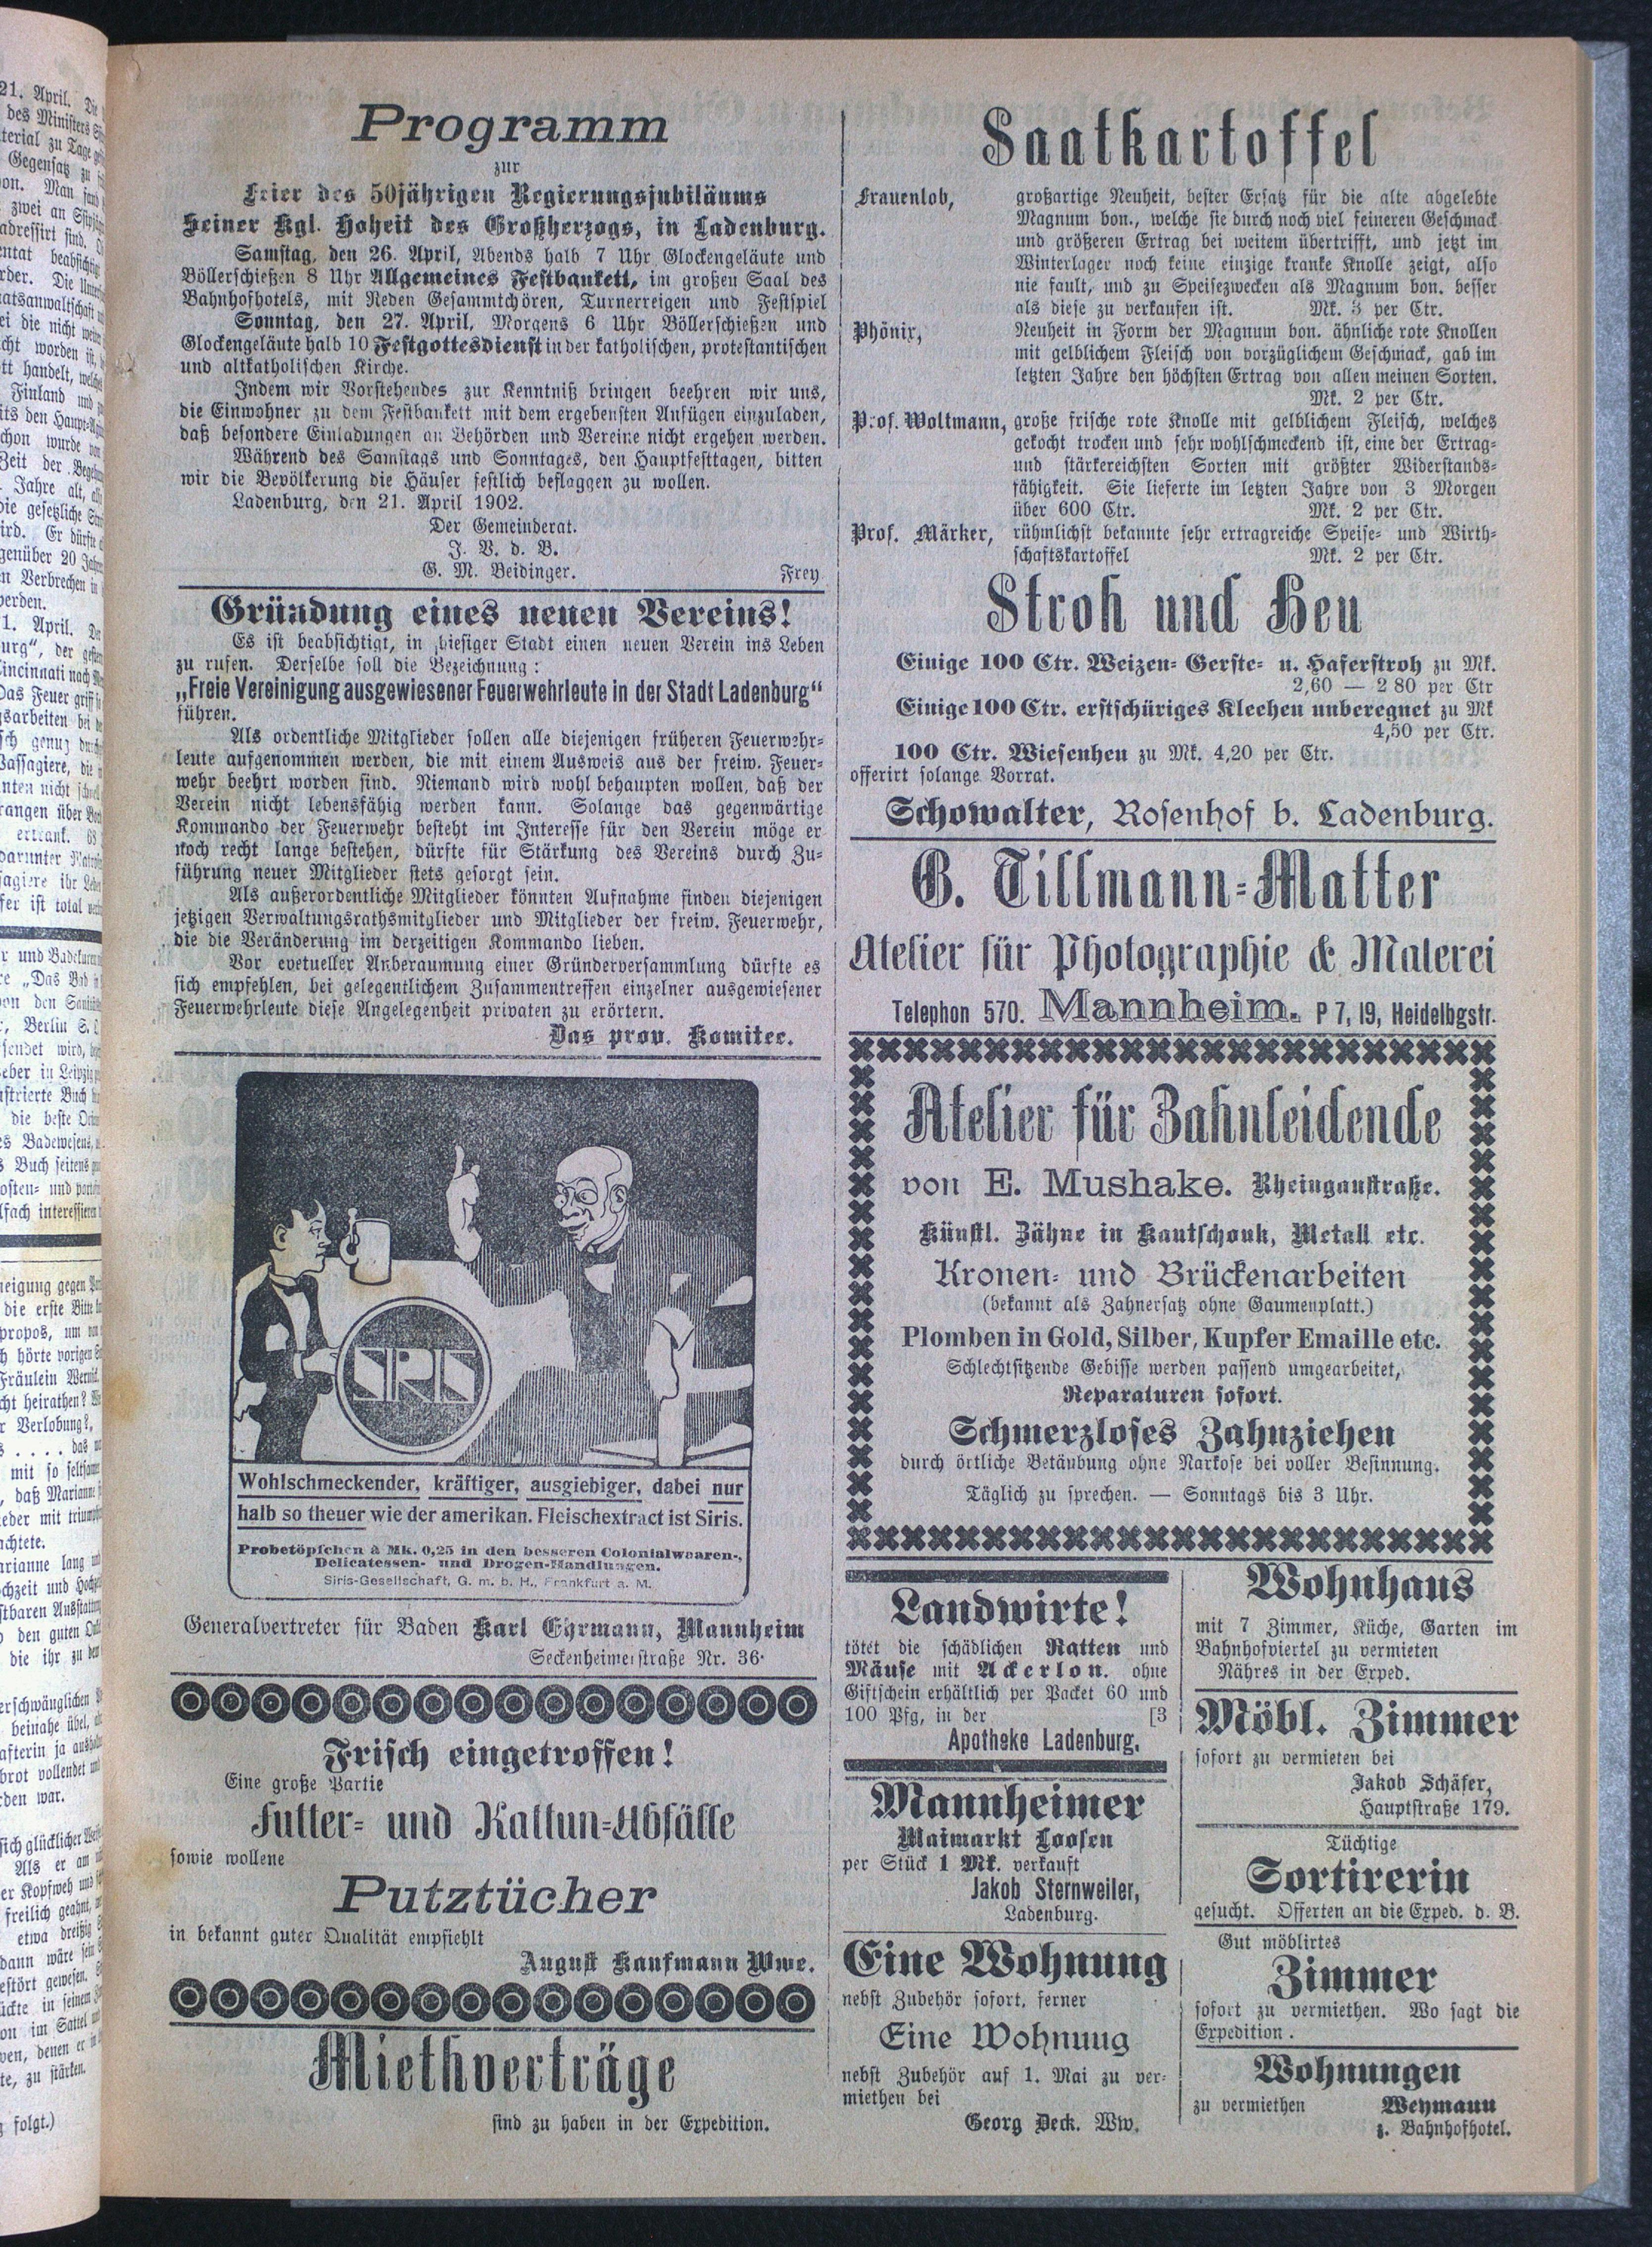 Programm
zur
Feier des 50jährigen Regierungsjubiläums
Seiner Kgl. Hoheit des Großherzogs, in Ladenburg.
Samstag, den 26. April, Abends halb 7 Uhr Glockengeläute und
Böllerschießen 8 Uhr Allgemeines Festbankett, im großen Saal des
Bahnhofhotels, mit Reden Gesammtchören, Turnerreigen und Festspiel
Sonntag, den 27. April, Morgens 6 Uhr Böllerschießen und
Glockengeläute halb 10 Festgottesdienst in der katholischen, protestantischen
und altkatholischen Kirche.
Indem wir Vorstehendes zur Kenntniß bringen beehren wir uns,
die Einwohner zu dem Festbankett mit dem ergebensten Anfügen einzuladen,
daß besondere Einladungen an Behörden und Vereine nicht ergehen werden.
Während des Samstags und Sonntages, den Hauptfesttagen, bitten
wir die Bevölkerung die Häuser festlich beflaggen zu wollen.
Ladenburg, den 21. April 1902.
Der Gemeinderat.
J. V. d. B.
G. M. Beidinger. Frey
Gründung eines neuen Vereins!
Es ist beabsichtigt, in hiesiger Stadt einen neuen Verein ins Leben
zu rufen. Derselbe soll die Bezeichnung:
„Freie Vereinigung ausgewiesener Feuerwehrleute in der Stadt Ladenburg"
führen.
Als ordentliche Mitglieder sollen alle diejenigen früheren Feuerwehr-
leute aufgenommen werden, die mit einem Ausweis aus der freiw. Feuer-
wehr beehrt worden sind. Niemand wird wohl behaupten wollen, daß der
Verein nicht lebensfähig werden kann. Solange das gegenwärtige
Kommando der Feuerwehr besteht im Interesse für den Verein möge er
noch recht lange bestehen, dürfte für Stärkung des Vereins durch Zu-
führung neuer Mitglieder stets gesorgt sein.
Als außerordentliche Mitglieder könnten Aufnahme finden diejenigen
jetzigen Verwaltungsrathsmitglieder und Mitglieder der freiw. Feuerwehr,
die die Veränderung im derzeitigen Kommando lieben.
Vor evetueller Anberaumung einer Gründerversammlung dürfte es
sich empfehlen, bei gelegentlichem Zusammentreffen einzelner ausgewiesener
Feuerwehrleute diese Angelegenheit privaten zu erörtern.
Das prov. Komitee.
SIRIS
Wohlschmeckender, kräftiger, ausgiebiger, dabei nur
halb so theuer wie der amerikan. Fleischextract ist Siris.
Probetöpfchen à Mk. 0,25 in den besseren Colonialwaaren-,
Delicatessen- und Drogen-Handlungen.
Siris-Gesellschaft, G. m. b. H., Frankfurt a. M.
Generalvertreter für Baden Karl Ehrmann, Mannheim
Seckenheimerstraße Nr. 36.
Frisch eingetroffen!
Eine große Partie
Futter- und Kattun-Abfälle
sowie wollene
Putztücher
in bekannt guter Qualität empfiehlt
August Kaufmann Wwe.
Miethverträge
sind zu haben in der Expedition.
Saatkartoffel
Frauenlob, großartige Neuheit, bester Ersatz für die alte abgelebte
Magnum bon., welche sie durch noch viel feineren Geschmack
und größeren Ertrag bei weitem übertrifft, und jetzt im
Winterlager noch keine einzige kranke Knolle zeigt, also
nie fault, und zu Speisezwecken als Magnum bon. besser
als diese zu verkaufen ist. Mk. 3 per Ctr.
Phönix, Neuheit in Form der Magnum bon. ähnliche rote Knollen
mit gelblichem Fleisch von vorzüglichem Geschmack, gab im
letzten Jahre den höchsten Ertrag von allen meinen Sorten.
Mk. 2 per Ctr.
Prof. Woltmann, große frische rote Knolle mit gelblichem Fleisch, welches
gekocht trocken und sehr wohlschmeckend ist, eine der Ertrag-
und stärkereichsten Sorten mit größter Widerstands-
fähigkeit. Sie lieferte im letzten Jahre von 3 Morgen
über 600 Ctr. Mk. 2 per Ctr.
Prof. Märker, rühmlichst bekannte sehr ertragreiche Speise- und Wirth-
schaftskartoffel Mk. 2 per Ctr.
Stroh und Heu
Einige 100 Ctr. Weizen- Gerste- u. Haferstroh zu Mk.
2,60 — 2 80 per Ctr
Einige 100 Ctr. erstschüriges Kleeheu unberegnet zu Mk
4,50 per Ctr.
100 Ctr. Wiesenheu zu Mk. 4,20 per Ctr.
offerirt solange Vorrat.
Schowalter, Rosenhof b. Ladenburg.
G. Tillmann-Matter
Atelier für Photographie & Malerei
Telephon 570. Mannheim. P 7, 19, Heidelbgstr.
Atelier für Zahnleidende
von E. Mushake. Rheingaustraße.
Künstl. Zähne in Kautschouk, Metall etc.
Kronen- und Brückenarbeiten
(bekannt als Zahnersatz ohne Gaumenplatt.)
Plomben in Gold, Silber, Kupfer Emaille etc.
Schlechtsitzende Gebisse werden passend umgearbeitet,
Reparaturen sofort.
Schmerzloses Zahnziehen
durch örtliche Betäubung ohne Narkose bei voller Besinnung.
Täglich zu sprechen. — Sonntags bis 3 Uhr.
Landwirte!
tötet die schädlichen Ratten und
Mäuse mit Ackerlon. ohne
Giftschein erhältlich per Packet 60 und
100 Pfg, in der [3
Apotheke Ladenburg.
Mannheimer
Maimarkt Loosen
per Stück 1 Mk. verkauft
Jakob Sternweiler,
Ladenburg.
Eine Wohnung
nebst Zubehör sofort, ferner
Eine Wohnung
nebst Zubehör auf 1. Mai zu ver-
miethen bei
Georg Deck. Ww.
Wohnhaus
mit 7 Zimmer, Küche, Garten im
Bahnhofviertel zu vermieten
Nähres in der Exped.
Möbl. Zimmer
sofort zu vermieten bei
Jakob Schäfer,
Hauptstraße 179.
Tüchtige
Sortirerin
gesucht. Offerten an die Exped. d. B.
Gut möblirtes
Zimmer
sofort zu vermiethen. Wo sagt die
Expedition.
Wohnungen
zu vermiethen Weymann
z. Bahnhofhotel.